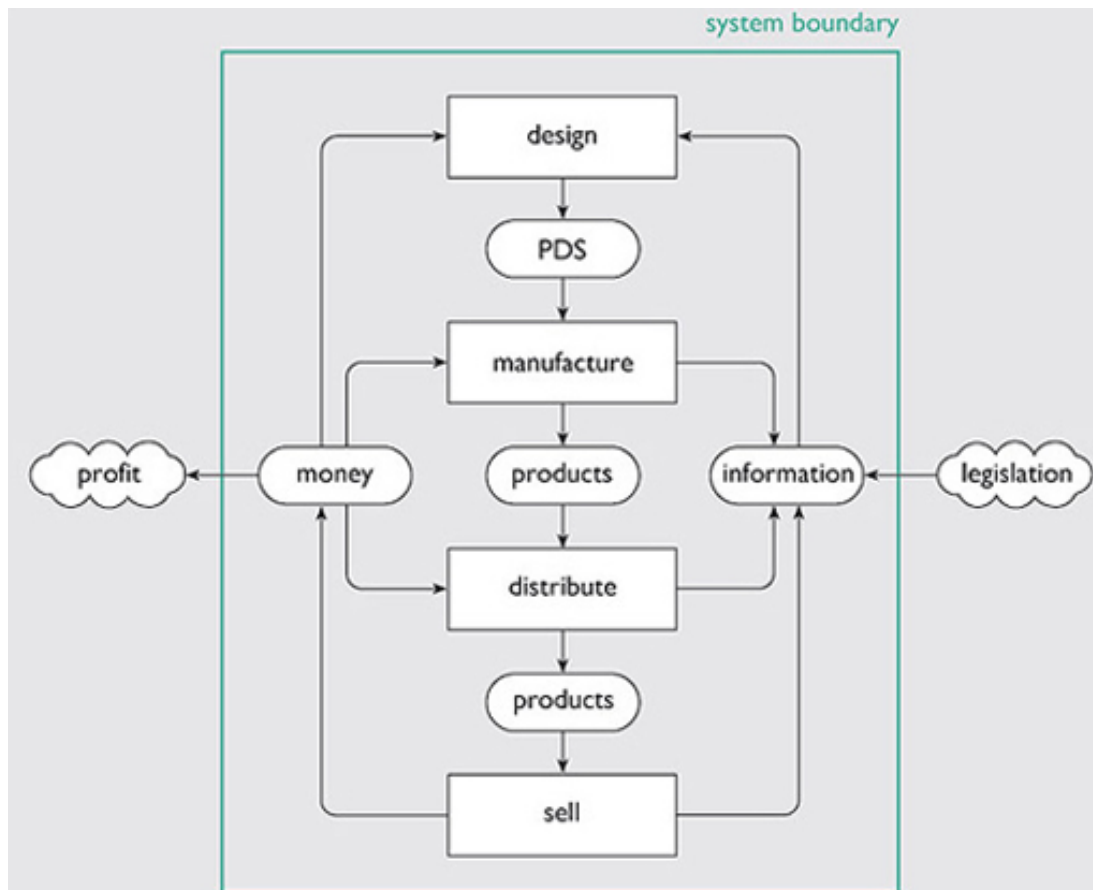 system boundary
design
PDS
manufacture
profit
money
products
information
legislation
distribute
products
sell